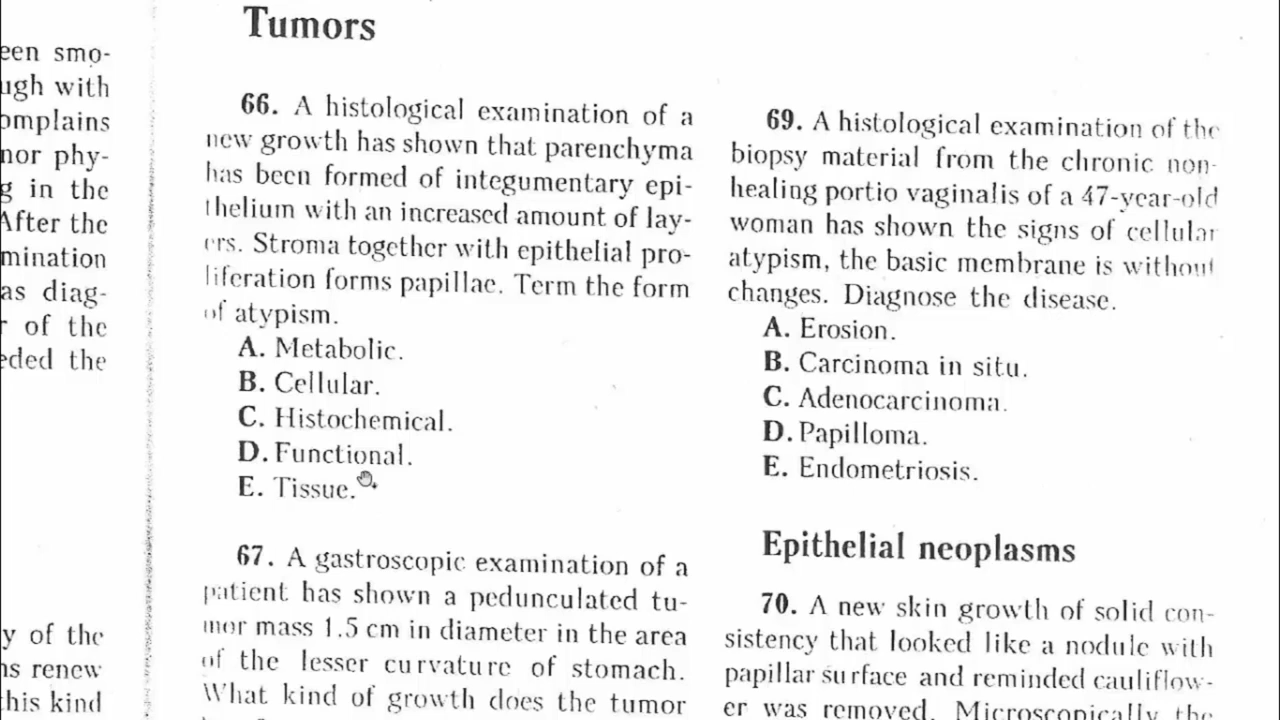 Tumors
een smo-
ugh with
omplains
nor phy-
g in the
After the
mination
as diag-
r of the
eded the
y of the
ns renew
this kind
66. A histological examination of a
new growth has shown that parenchyma
has been formed of integumentary epi-
thelium with an increased amount of lay-
ers. Stroma together with epithelial pro-
liferation forms papillae. Term the form
of atypism.
A. Metabolic.
B. Cellular.
C. Histochemical.
D. Functional.
E. Tissue.
67. A gastroscopic examination of a
patient has shown a pedunculated tu-
mor mass 1.5 cm in diameter in the area
of the lesser curvature of stomach.
What kind of growth does the tumor
69. A histological examination of the
biopsy material from the chronic non-
healing portio vaginalis of a 47-year-old
woman has shown the signs of cellular
atypism, the basic membrane is without
changes. Diagnose the disease.
A. Erosion.
B. Carcinoma in situ.
C. Adenocarcinoma.
D. Papilloma.
E. Endometriosis.
Epithelial neoplasms
70. A new skin growth of solid con-
sistency that looked like a nodule with
papillar surface and reminded cauliflow-
er was removed. Microscopically the